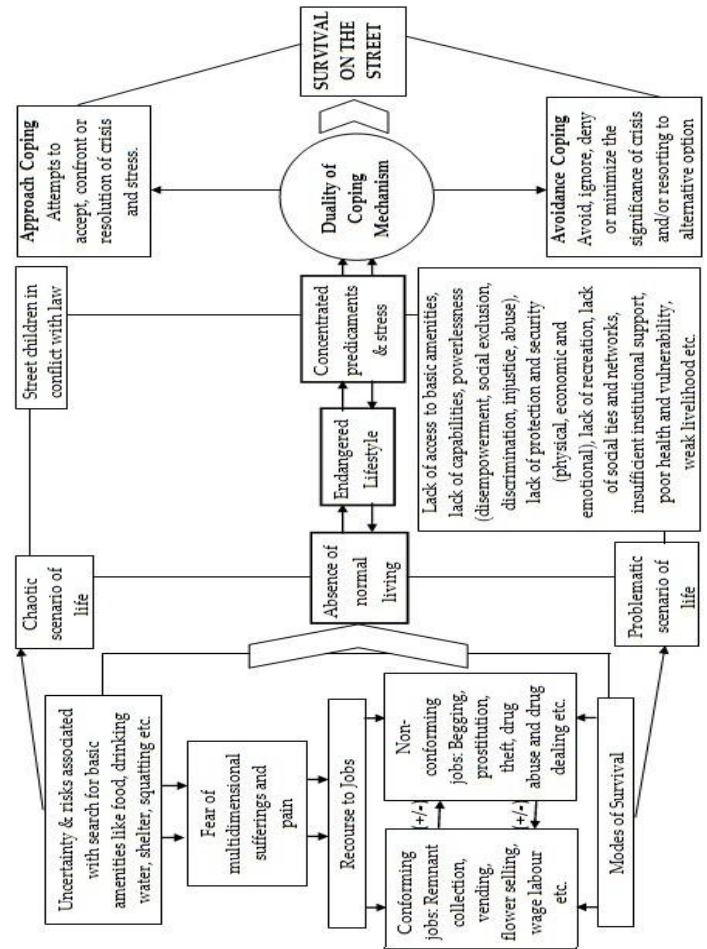 Uncertainty & risks associated
with search for basic
amenities like food, drinking
water, shelter, squatting etc.
Fear of
multidimensional
sufferings and
pain
Recourse to Jobs
Conforming
jobs: Remnant
collection,
vending,
flower selling,
wage labour
etc.
(+/-)
(+/-)
Non-
conforming
jobs: Begging,
prostitution,
theft, drug
abuse and drug
dealing etc.
Modes of Survival
Chaotic
scenario of
life
Absence of
normal
living
Problematic
scenario of
life
Endangered
Lifestyle
Street children in
conflict with law
Concentrated
predicaments
& stress
Lack of access to basic amenities,
lack of capabilities, powerlessness
(disempowerment, social exclusion,
discrimination, injustice, abuse),
lack of protection and security
(physical, economic and
emotional), lack of recreation, lack
of social ties and networks,
insufficient institutional support,
poor health and vulnerability,
weak livelihood etc.
Approach Coping
Attempts to
accept, confront or
resolution of crisis
and stress.
Duality of
Coping
Mechanism
Avoidance Coping
Avoid, ignore, deny
or minimize the
significance of crisis
and/or resorting to
alternative option
SURVIVAL
ON THE
STREET